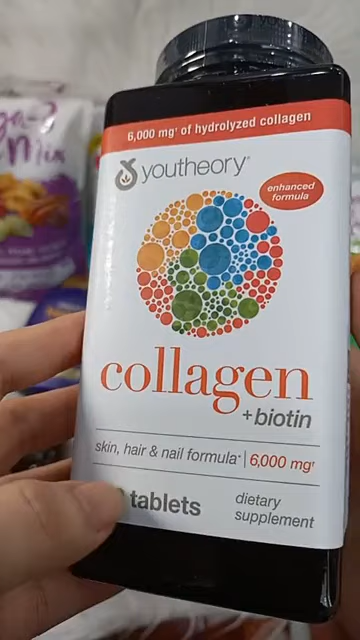 6,000 mg† of hydrolyzed collagen
youtheory®
enhanced
formula
collagen
+biotin
skin, hair & nail formula* | 6,000 mg†
tablets
dietary
supplement
Mix